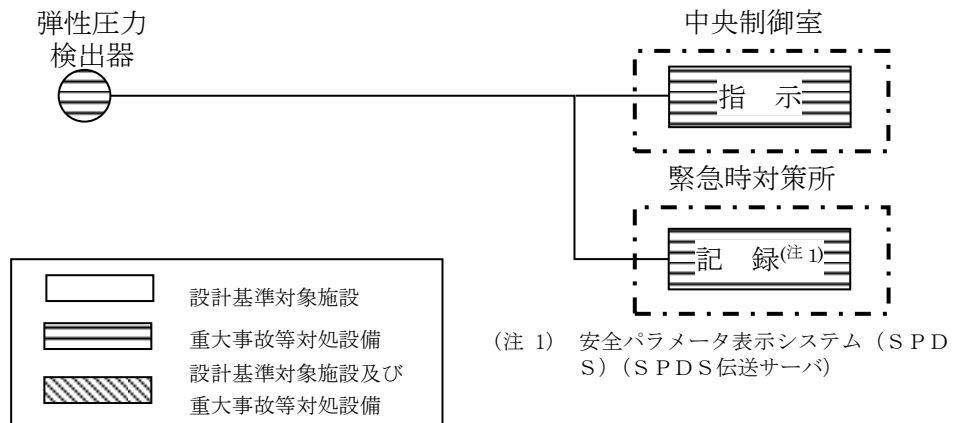 弾性圧力
検出器
中央制御室
指　示
緊急時対策所
記　録(注 1)
設計基準対象施設
重大事故等対処設備
設計基準対象施設及び
重大事故等対処設備
(注 1)　安全パラメータ表示システム（ＳＰＤ
Ｓ）（ＳＰＤＳ伝送サーバ）